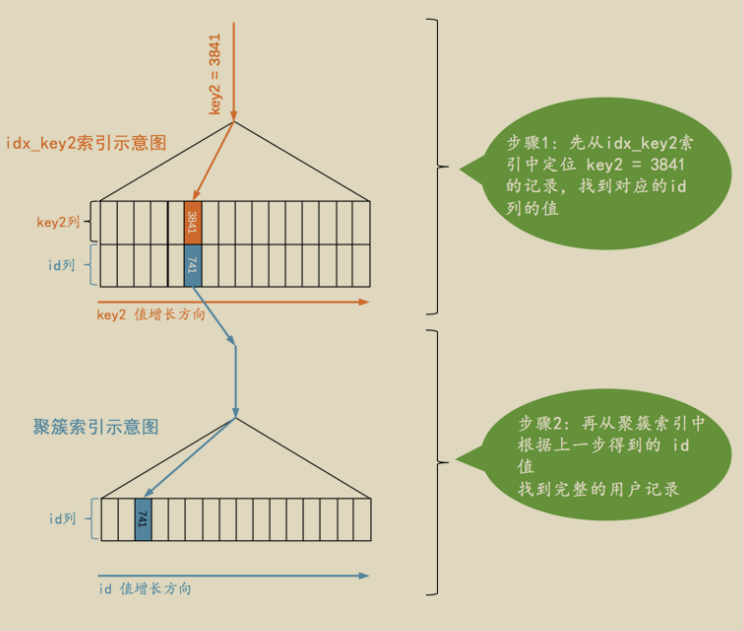 key2 = 3841
idx_key2索引示意图
key2列
3841
id列
741
key2 值增长方向
步骤1: 先从idx_key2索
引中定位 key2 = 3841
的记录, 找到对应的id
列的值
聚簇索引示意图
id列
741
id 值增长方向
步骤2: 再从聚簇索引中
根据上一步得到的 id
值
找到完整的用户记录